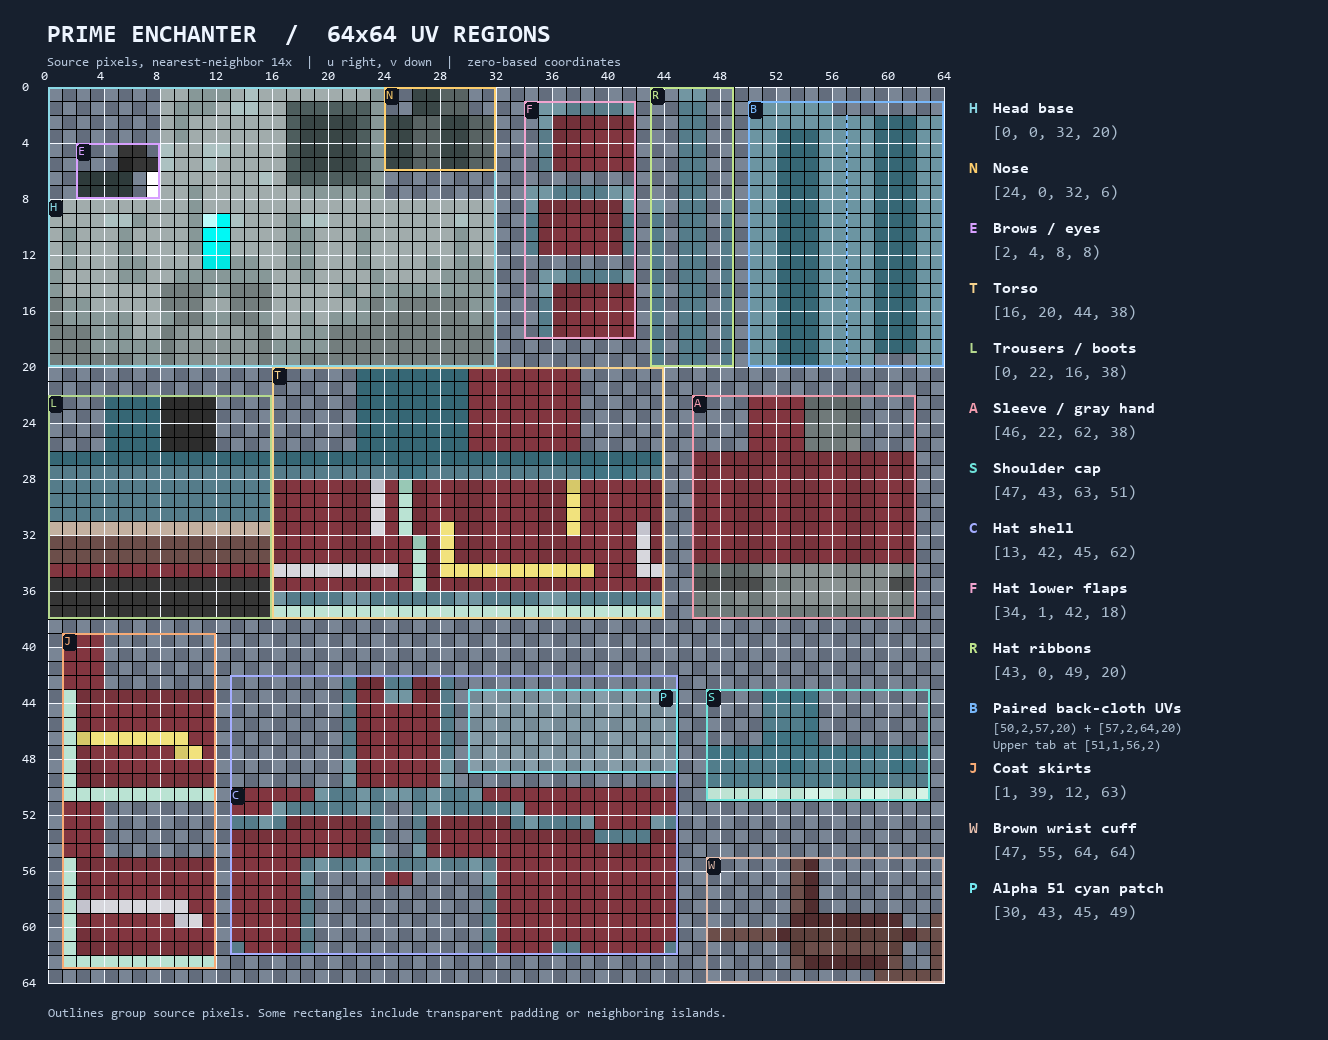 PRIME ENCHANTER / 64x64 UV REGIONS
Source pixels, nearest-neighbor 14x | u right, v down | zero-based coordinates
0 4 8 12 16 20 24 28 32 36 40 44 48 52 56 60 64
0
4
8
12
16
20
24
28
32
36
40
44
48
52
56
60
64
N
R
F
B
E
H
T
L
A
J
P
S
C
W
H Head base
[0, 0, 32, 20)
N Nose
[24, 0, 32, 6)
E Brows / eyes
[2, 4, 8, 8)
T Torso
[16, 20, 44, 38)
L Trousers / boots
[0, 22, 16, 38)
A Sleeve / gray hand
[46, 22, 62, 38)
S Shoulder cap
[47, 43, 63, 51)
C Hat shell
[13, 42, 45, 62)
F Hat lower flaps
[34, 1, 42, 18)
R Hat ribbons
[43, 0, 49, 20)
B Paired back-cloth UVs
[50,2,57,20) + [57,2,64,20)
Upper tab at [51,1,56,2)
J Coat skirts
[1, 39, 12, 63)
W Brown wrist cuff
[47, 55, 64, 64)
P Alpha 51 cyan patch
[30, 43, 45, 49)
Outlines group source pixels. Some rectangles include transparent padding or neighboring islands.